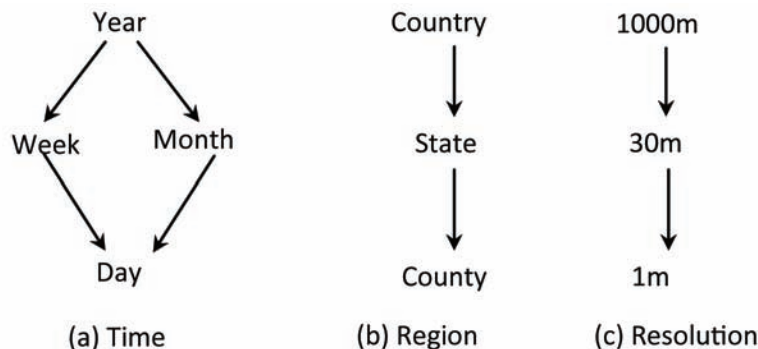 Year Country 1000m
Week Month State 30m
Day County 1m
(a) Time (b) Region (c) Resolution